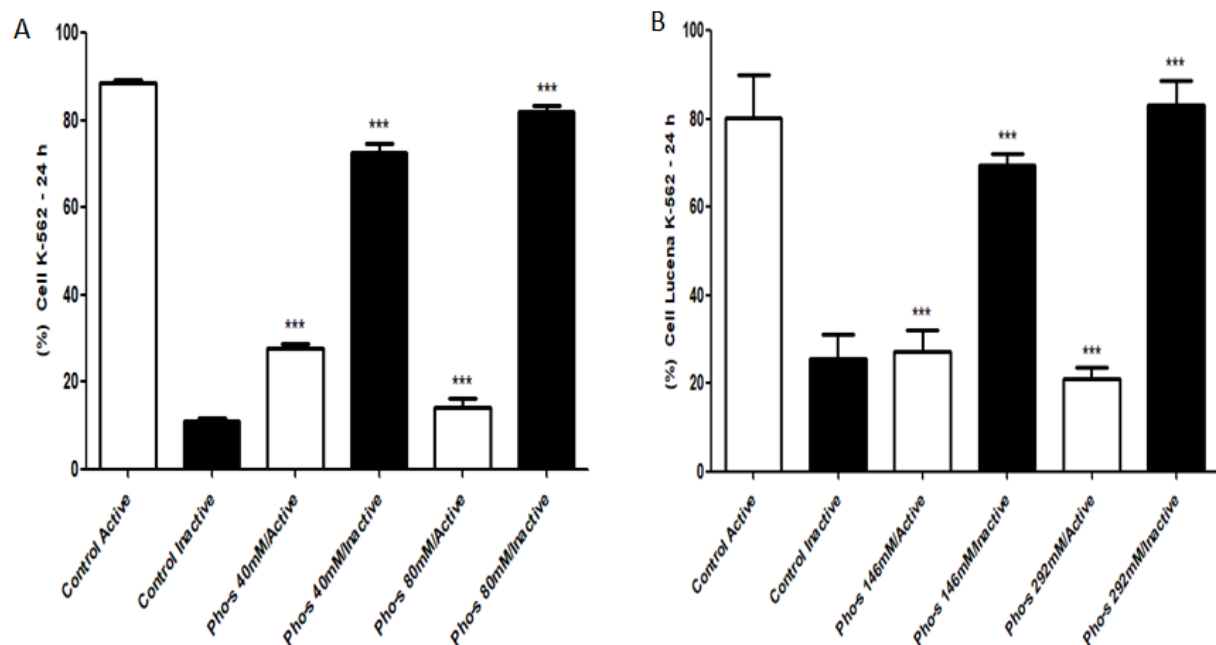 A
(%) Cell K-562 - 24 h
100
80
60
40
20
0
***
***
***
***
Control Active
Control Inactive
Pho-s 40mM/Active
Pho-s 40mM/Inactive
Pho-s 80mM/Active
Pho-s 80mM/Inactive
B
(%) Cell Lucena K-562 - 24 h
100
80
60
40
20
0
***
***
***
***
Control Active
Control Inactive
Pho-s 146mM/Active
Pho-s 146mM/Inactive
Pho-s 292mM/Active
Pho-s 292mM/Inactive